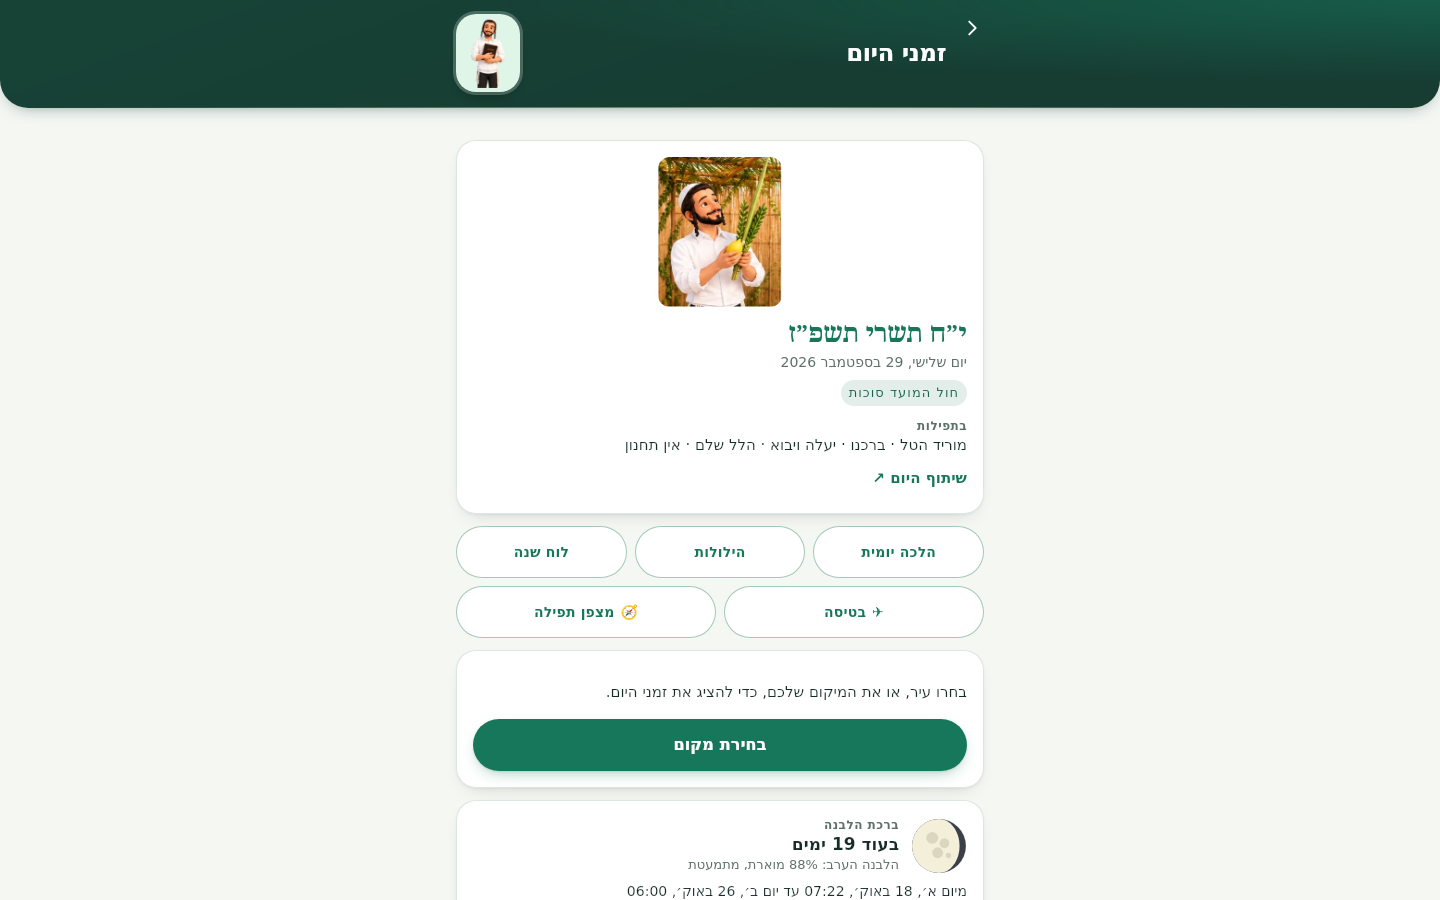 זמני היום
י״ח תשרי תשפ״ז
יום שלישי, 29 בספטמבר 2026
חול המועד סוכות
בתפילות
מוריד הטל · ברכנו · יעלה ויבוא · הלל שלם · אין תחנון
שיתוף היום ↗
הלכה יומית
הילולות
לוח שנה
✈ בטיסה
🧭 מצפן תפילה
בחרו עיר, או את המיקום שלכם, כדי להציג את זמני היום.
בחירת מקום
ברכת הלבנה
בעוד 19 ימים
הלבנה הערב: 88% מוארת, מתמעטת
מיום א׳, 18 באוק׳, 07:22 עד יום ב׳, 26 באוק׳, 06:00